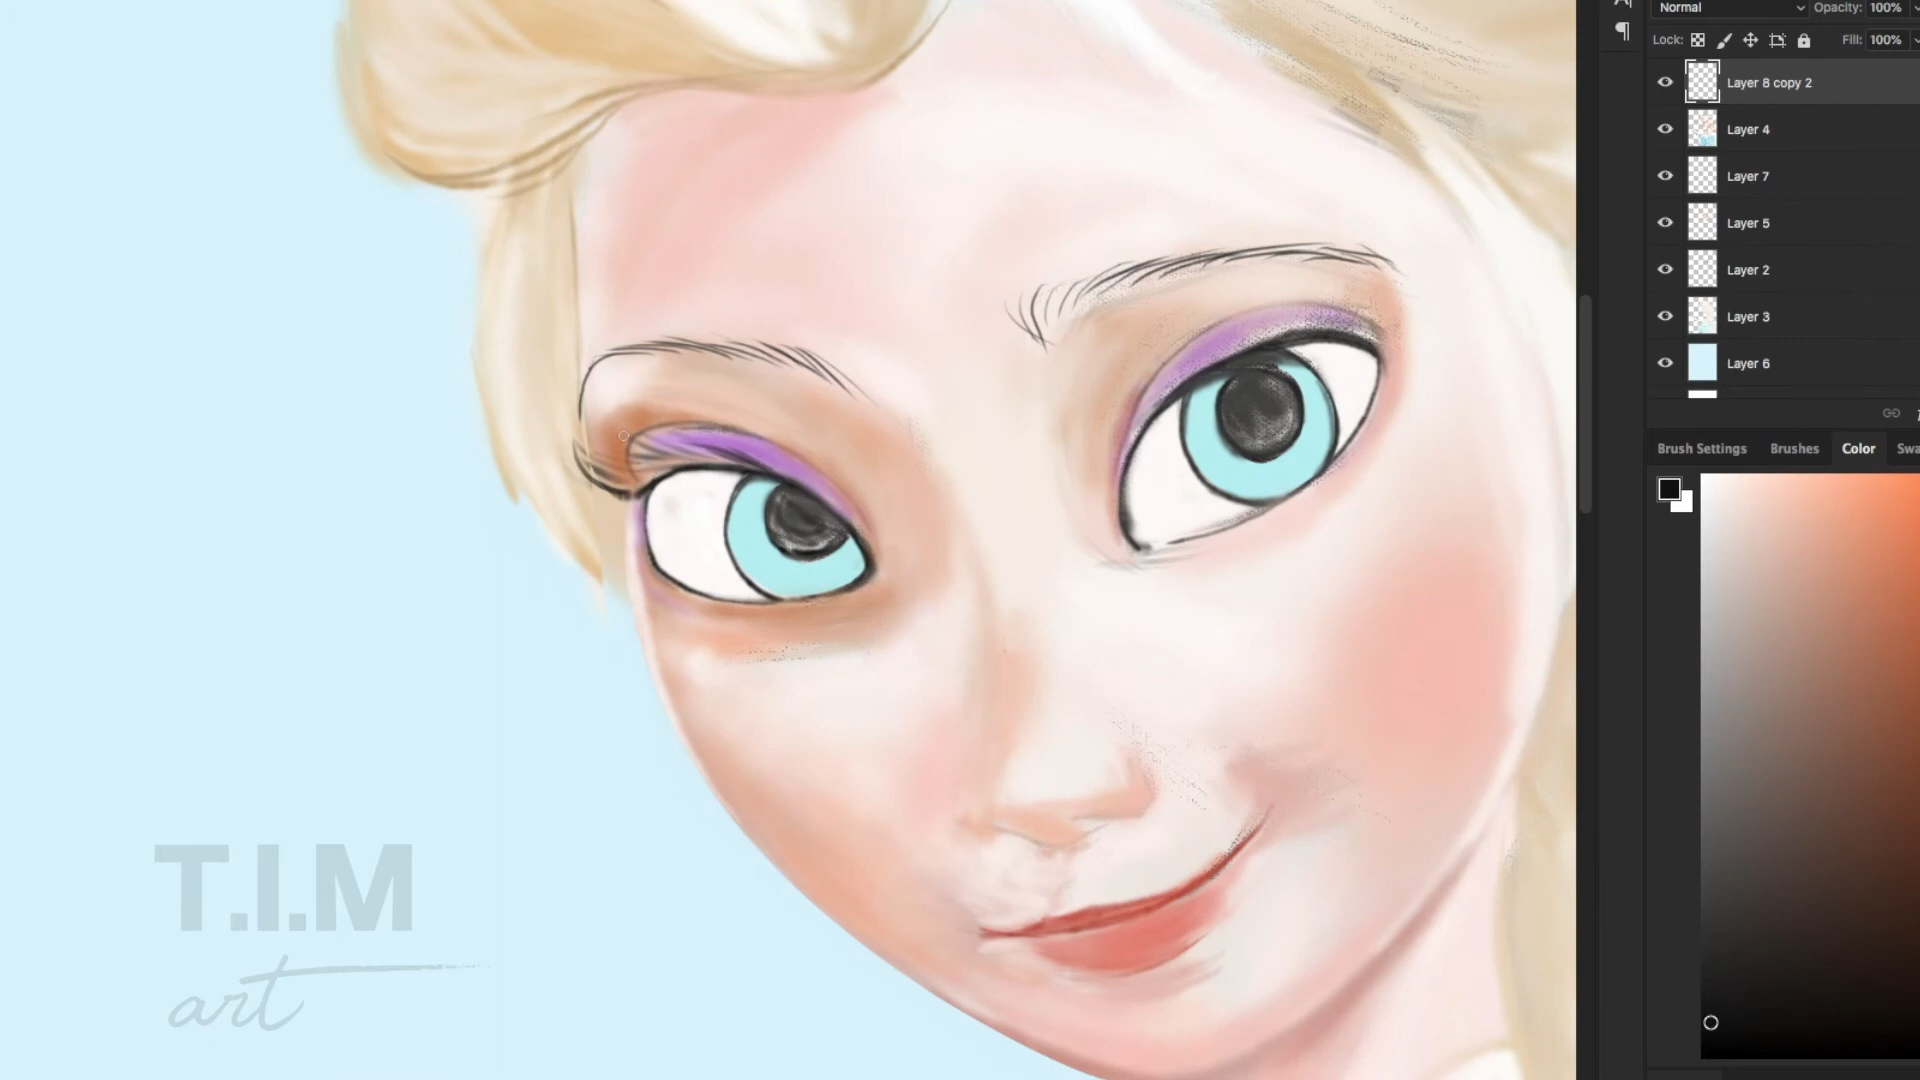 Normal
Opacity: 100%
Lock:
Fill: 100%
Layer 8 copy 2
Layer 4
Layer 7
Layer 5
Layer 2
Layer 3
Layer 6
Brush Settings
Brushes
Color
Swa
T.I.M
art